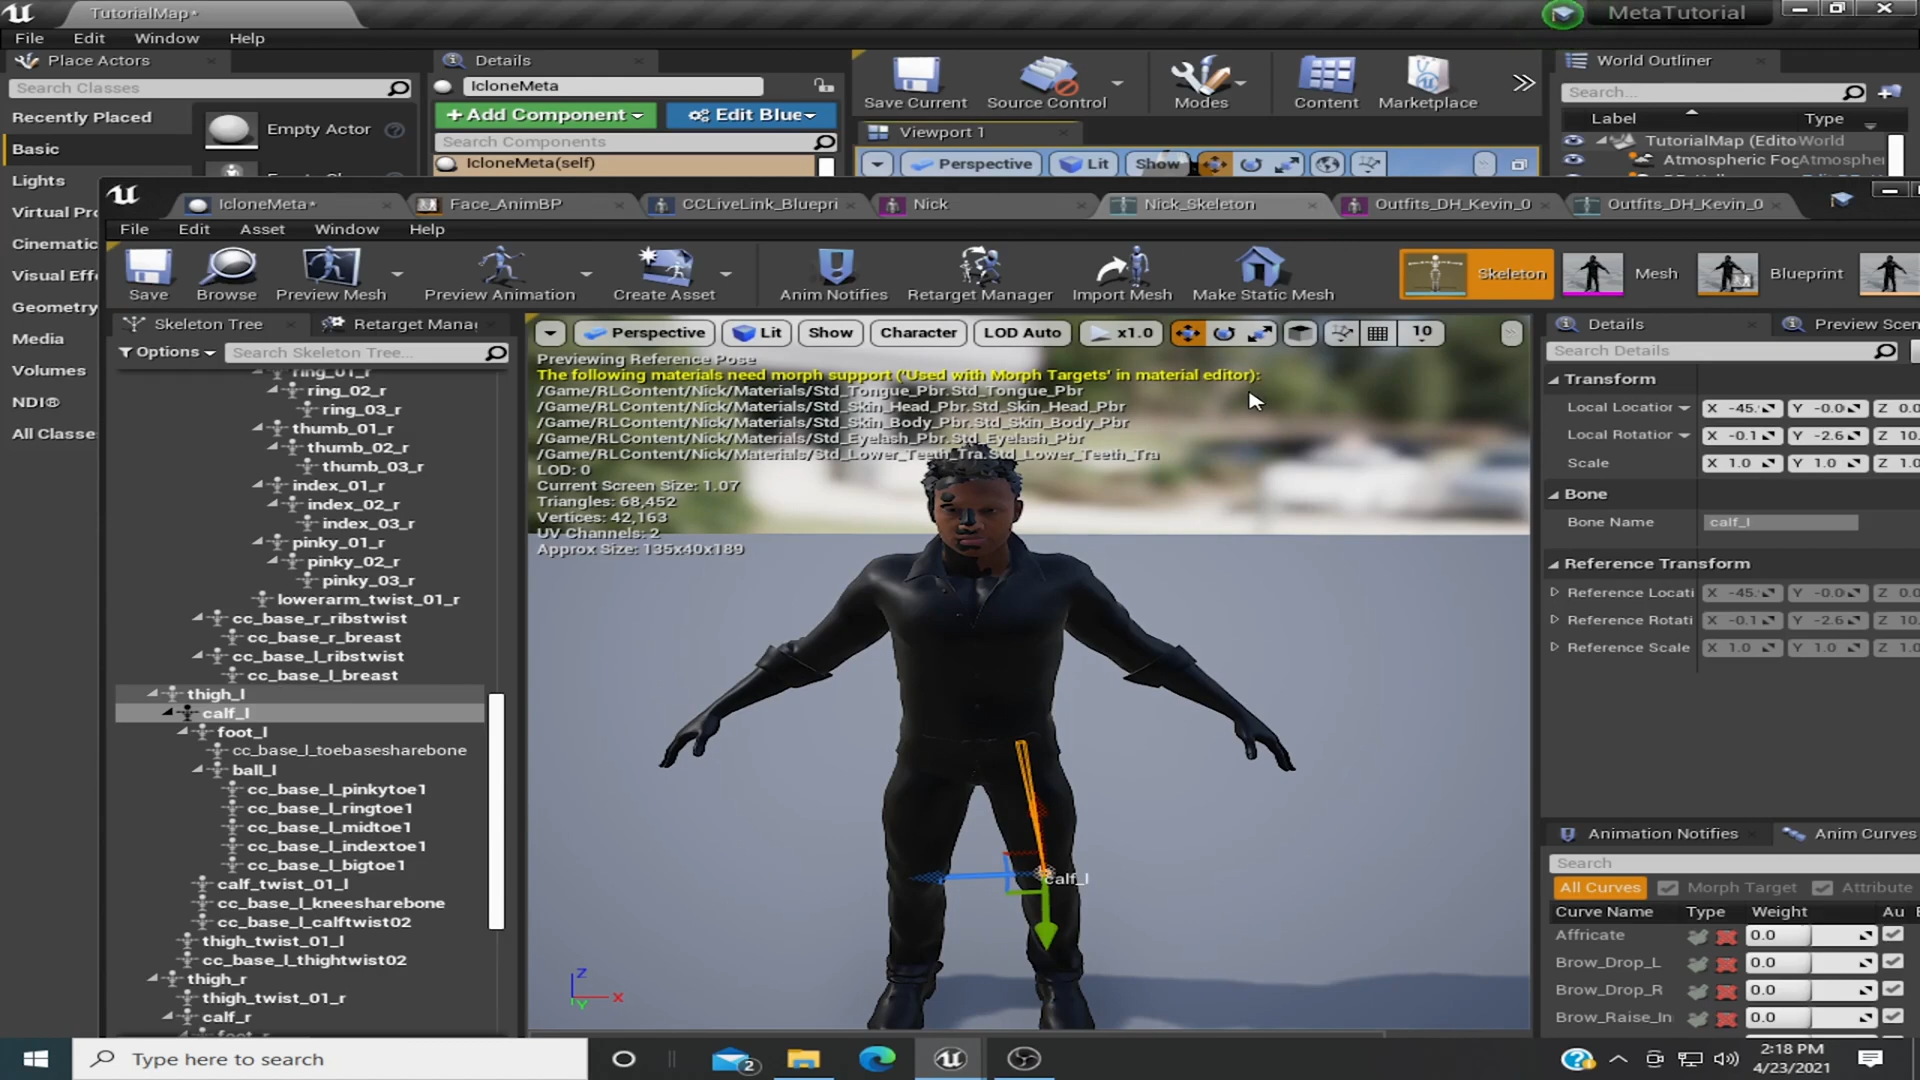 TutorialMap*
MetaTutorial
File Edit Window Help
Place Actors
Search Classes
Recently Placed
Basic
Lights
Virtual Pr
Cinematic
Visual Eff
Geometry
Media
Volumes
NDI®
All Classe
Empty Actor
Details
IcloneMeta
+Add Component
Edit Blue
Search Components
IcloneMeta(self)
Save Current
Source Control
Modes
Content
Marketplace
Viewport 1
Perspective
Lit
Show
World Outliner
Search...
Label
Type
TutorialMap (Edito World
Atmospheric Fog Atmosphe
IcloneMeta*
Face_AnimBP
CCLiveLink_Bluepri
Nick
Nick_Skeleton
Outfits_DH_Kevin_0
Outfits_DH_Kevin_0
File Edit Asset Window Help
Save
Browse
Preview Mesh
Preview Animation
Create Asset
Anim Notifies
Retarget Manager
Import Mesh
Make Static Mesh
Skeleton
Mesh
Blueprint
Skeleton Tree
Retarget Mana
Options
Search Skeleton Tree...
ring_01_r
ring_02_r
ring_03_r
thumb_01_r
thumb_02_r
thumb_03_r
index_01_r
index_02_r
index_03_r
pinky_01_r
pinky_02_r
pinky_03_r
lowerarm_twist_01_r
cc_base_r_ribstwist
cc_base_r_breast
cc_base_l_ribstwist
cc_base_l_breast
thigh_l
calf_l
foot_l
cc_base_l_toebasesharebone
ball_l
cc_base_l_pinkytoe1
cc_base_l_ringtoe1
cc_base_l_midtoe1
cc_base_l_indextoe1
cc_base_l_bigtoe1
calf_twist_01_l
cc_base_l_kneesharebone
cc_base_l_calftwist02
thigh_twist_01_l
cc_base_l_thightwist02
thigh_r
thigh_twist_01_r
calf_r
Perspective
Lit
Show
Character
LOD Auto
x1.0
10
Previewing Reference Pose
The following materials need morph support ('Used with Morph Targets' in material editor):
/Game/RLContent/Nick/Materials/Std_Tongue_Pbr.Std_Tongue_Pbr
/Game/RLContent/Nick/Materials/Std_Skin_Head_Pbr.Std_Skin_Head_Pbr
/Game/RLContent/Nick/Materials/Std_Skin_Body_Pbr.Std_Skin_Body_Pbr
/Game/RLContent/Nick/Materials/Std_Eyelash_Pbr.Std_Eyelash_Pbr
/Game/RLContent/Nick/Materials/Std_Lower_Teeth_Tra.Std_Lower_Teeth_Tra
LOD: 0
Current Screen Size: 1.07
Triangles: 68,452
Vertices: 42,163
UV Channels: 2
Approx Size: 135x40x189
calf_l
Z
X
Y
Details
Preview Scen
Search Details
Transform
Local Location X -45. Y -0.0 Z 0.0
Local Rotation X -0.1 Y -2.6 Z 10.
Scale X 1.0 Y 1.0 Z 1.0
Bone
Bone Name calf_l
Reference Transform
Reference Locati X -45. Y -0.0 Z 0.0
Reference Rotati X -0.1 Y -2.6 Z 10.
Reference Scale X 1.0 Y 1.0 Z 1.0
Animation Notifies
Anim Curves
Search
All Curves
Morph Target
Attribute
Curve Name Type Weight Au
Affricate 0.0
Brow_Drop_L 0.0
Brow_Drop_R 0.0
Brow_Raise_In 0.0
Type here to search
2
2:18 PM
4/23/2021